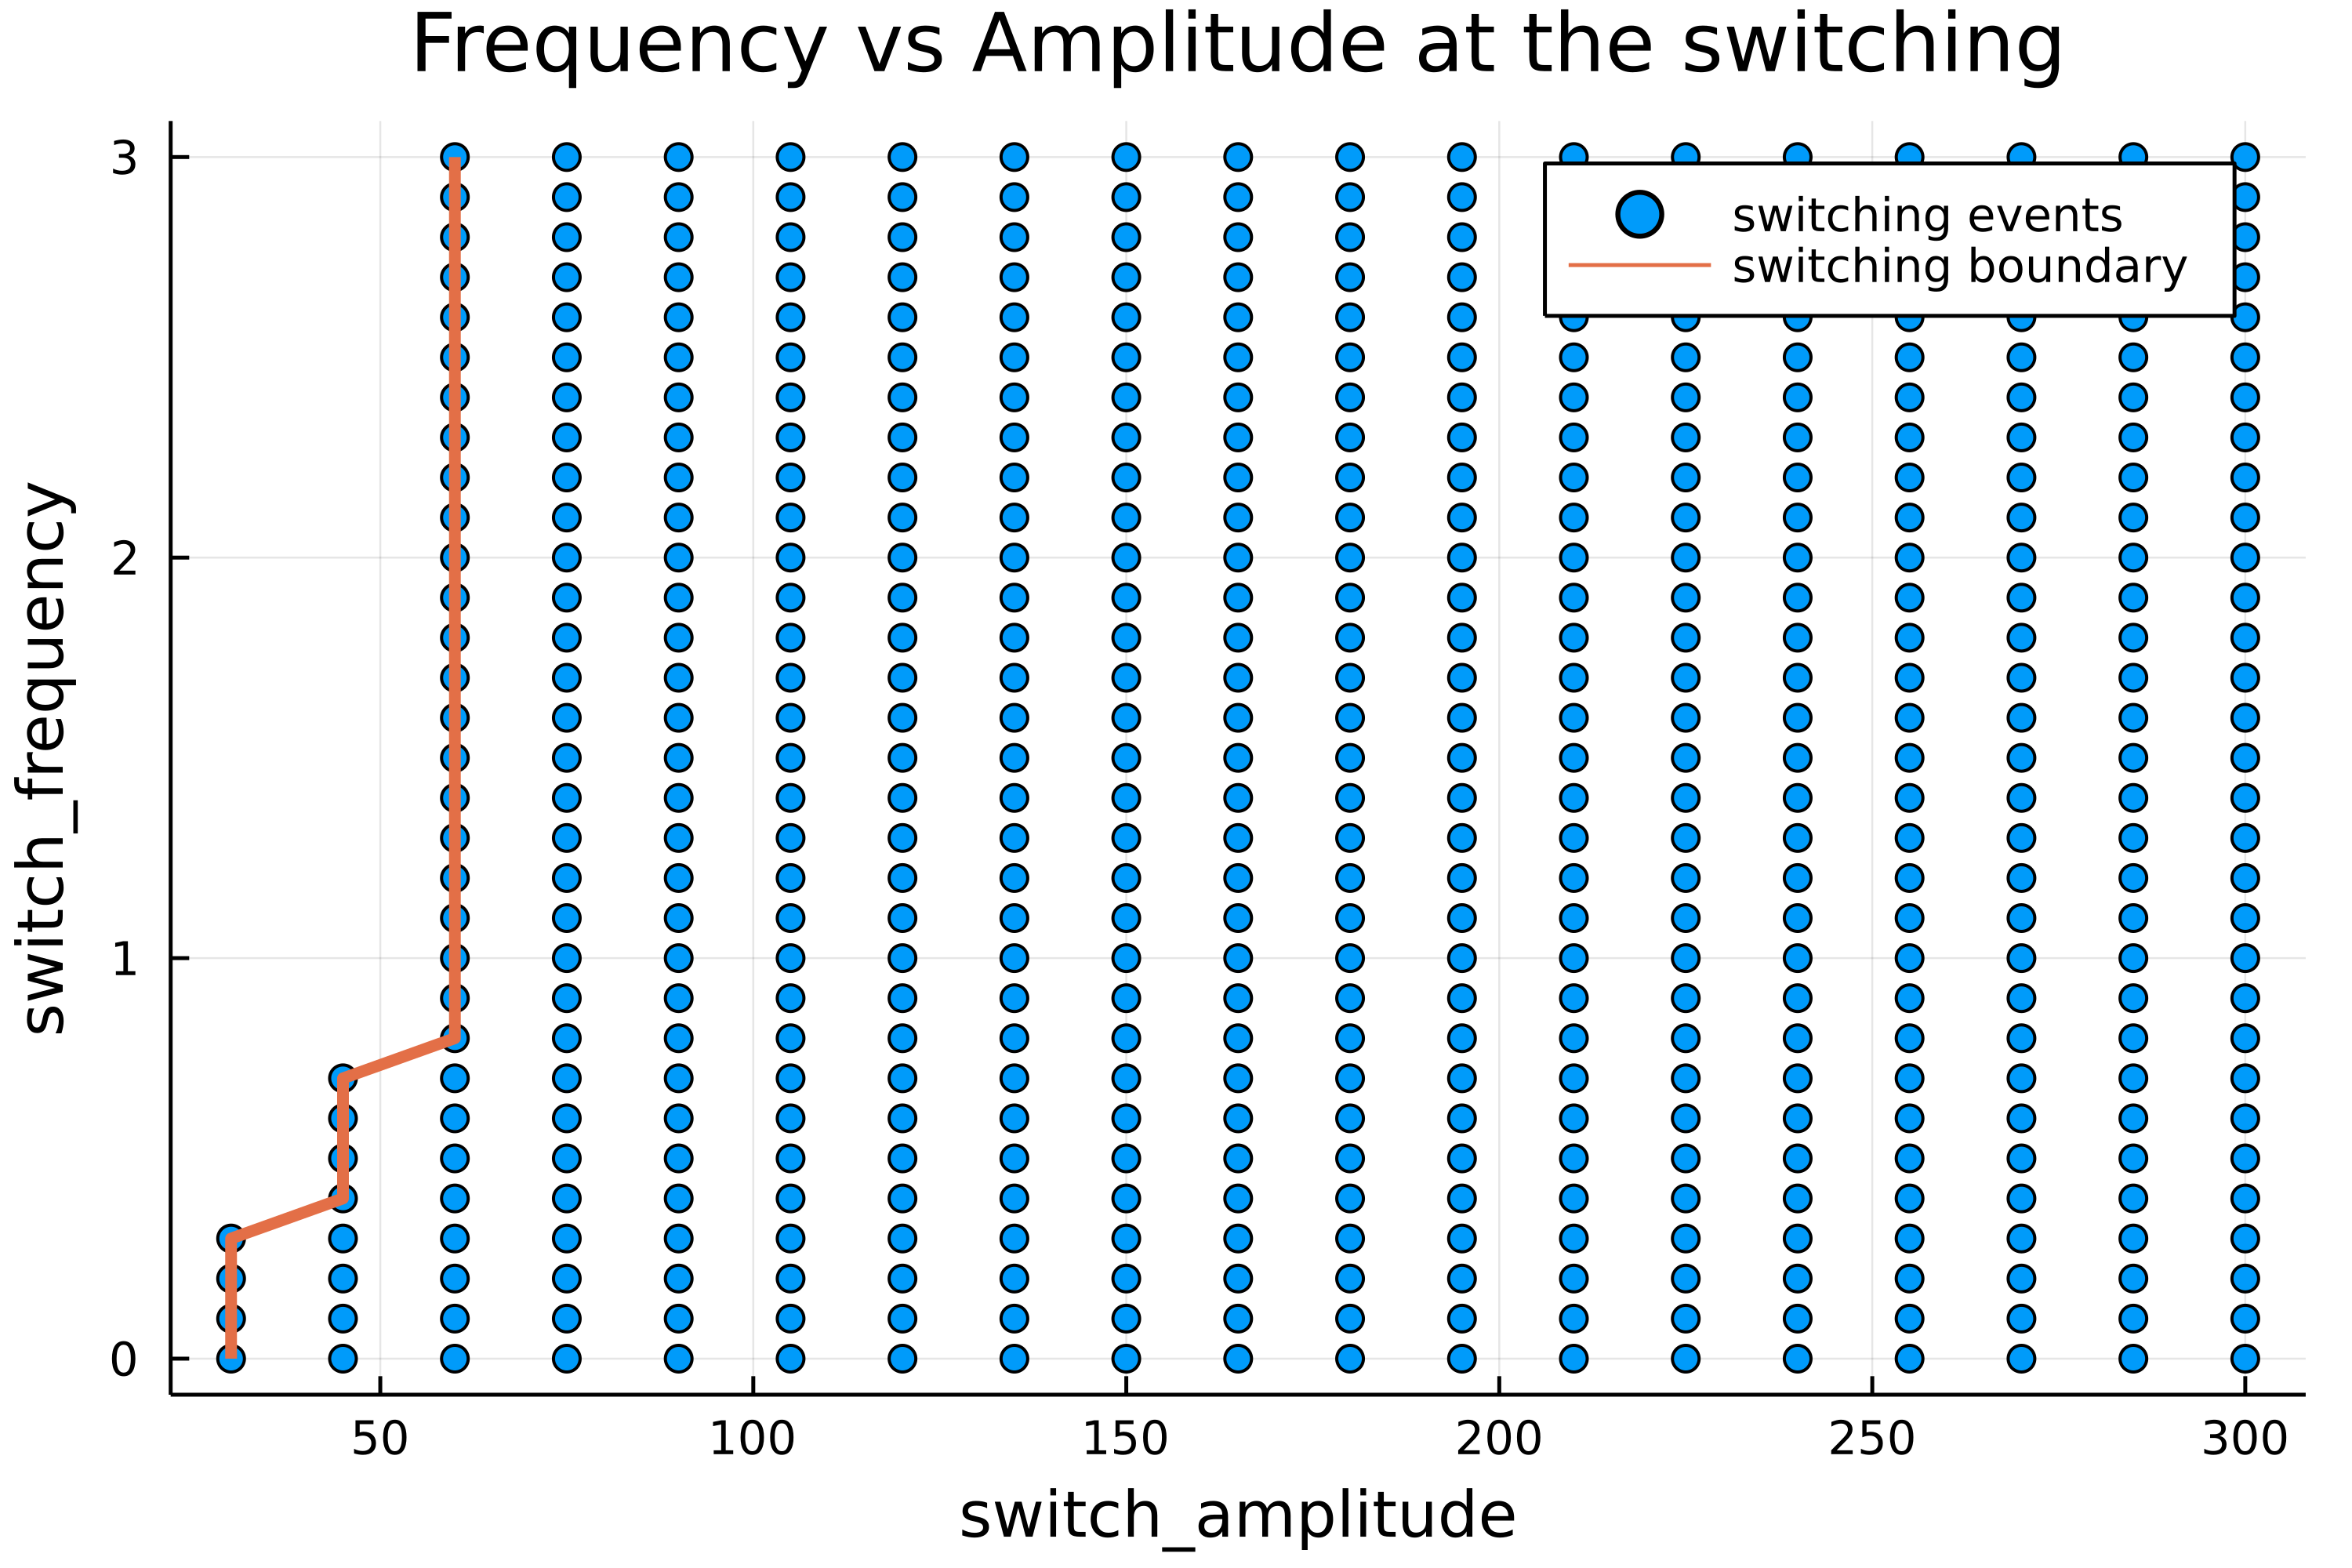 Frequency vs Amplitude at the switching
switching events
switching boundary
switch_frequency
3
2
1
0
50 100 150 200 250 300
switch_amplitude